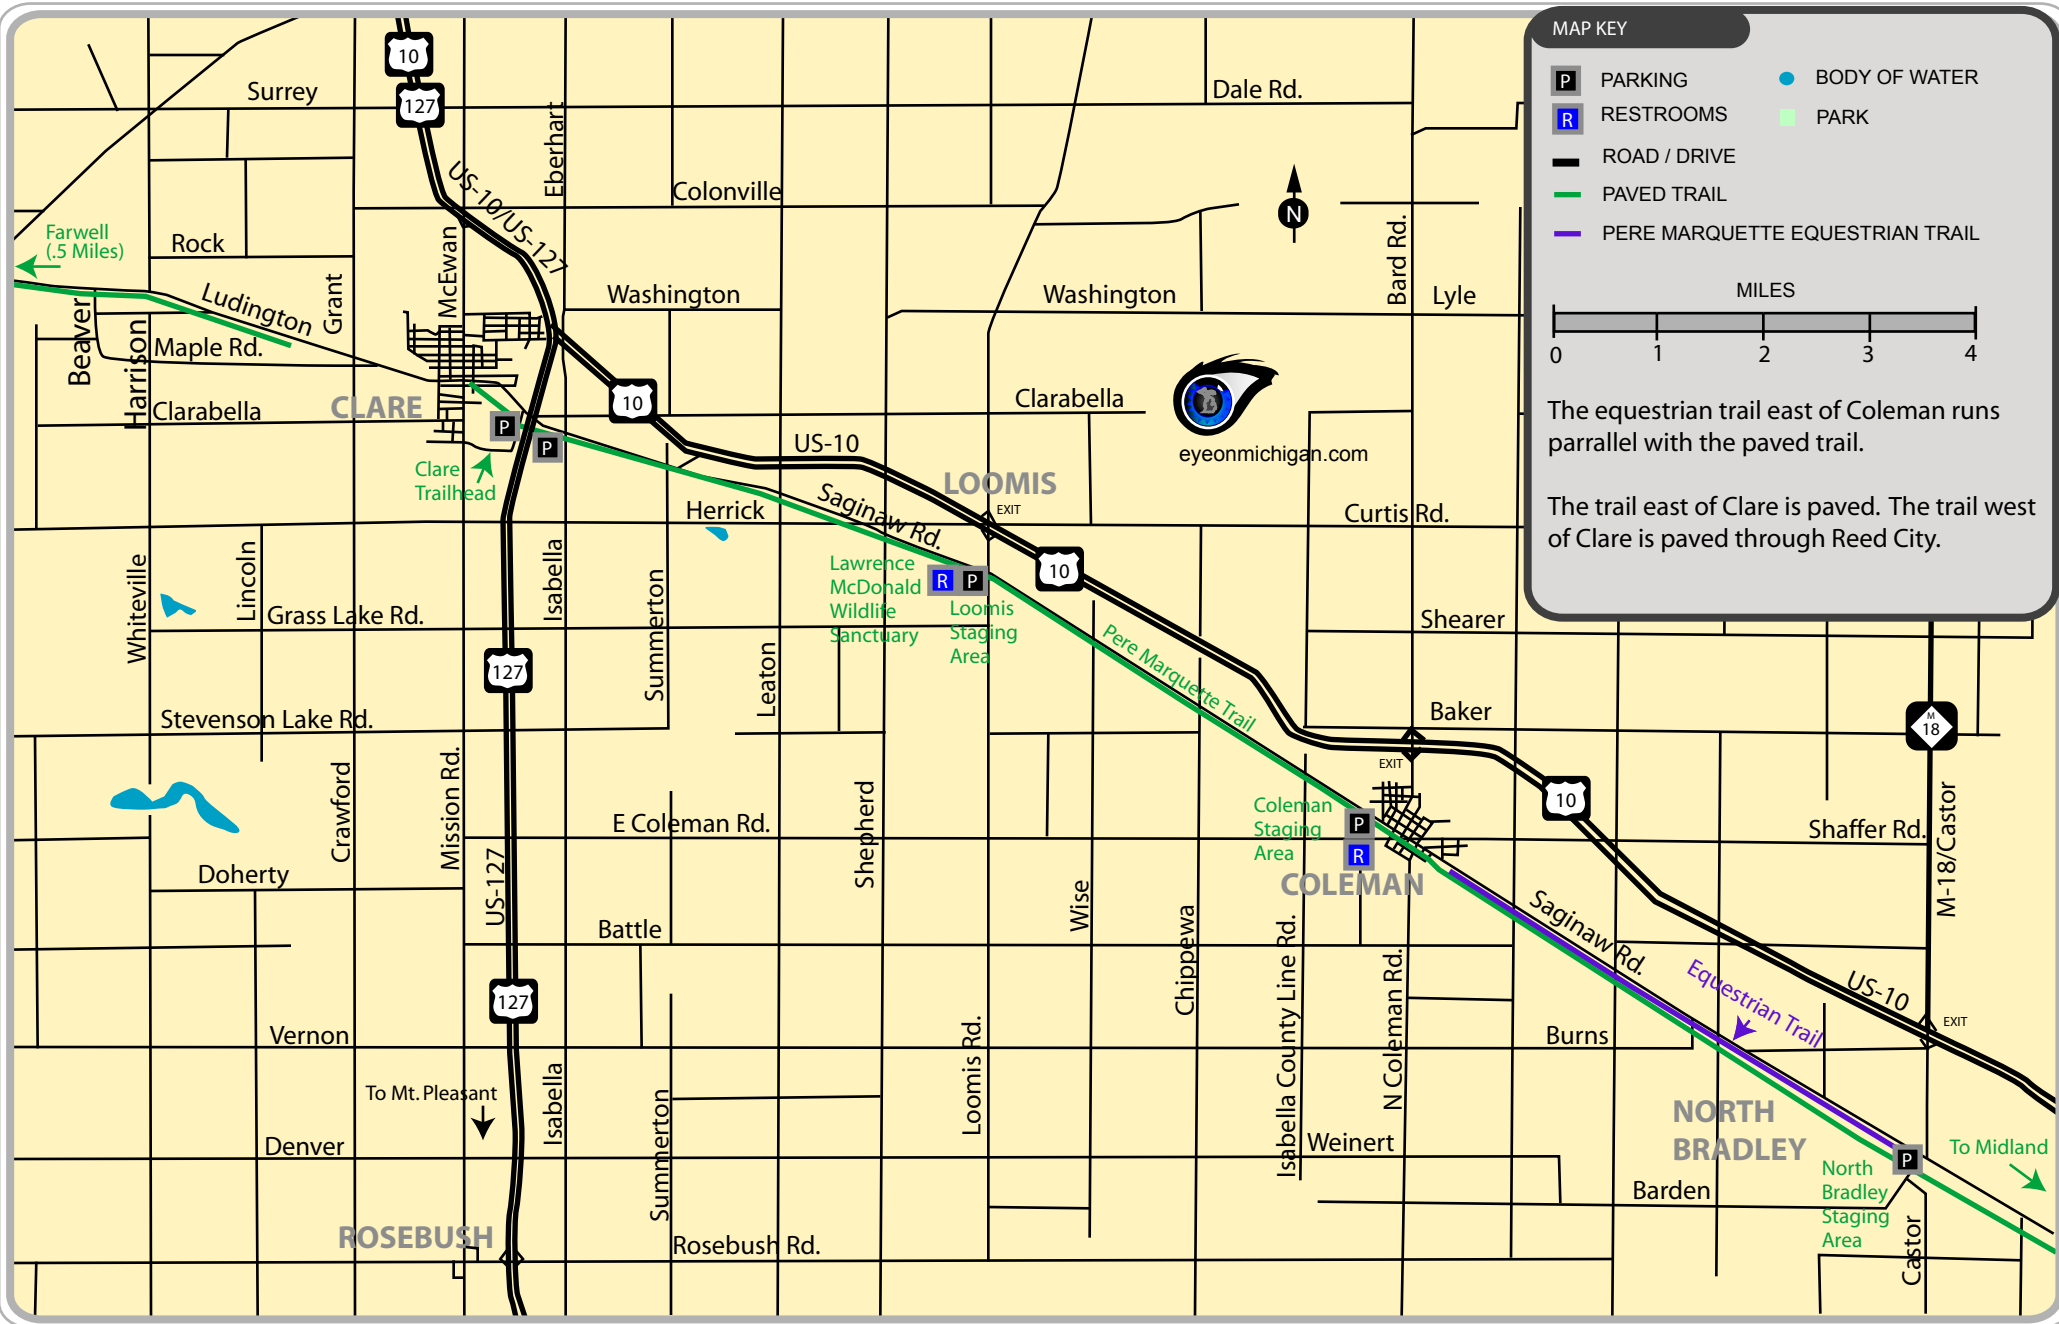 MAP KEY
P PARKING
BODY OF WATER
R RESTROOMS
PARK
ROAD / DRIVE
PAVED TRAIL
PERE MARQUETTE EQUESTRIAN TRAIL
MILES
0 1 2 3 4
The equestrian trail east of Coleman runs
parrallel with the paved trail.
The trail east of Clare is paved. The trail west
of Clare is paved through Reed City.
10
127
Surrey
Eberhart
Dale Rd.
US-10/US-127
Colonville
N
Farwell
(.5 Miles)
Rock
McEwan
Bard Rd.
Ludington
Grant
Washington
Washington
Lyle
Beaver
Harrison
Maple Rd.
Clarabella
CLARE
10
Clarabella
eyeonmichigan.com
P
P
US-10
Clare
Trailhead
LOOMIS
EXIT
Herrick
Saginaw Rd.
Curtis Rd.
10
Whiteville
Lincoln
Isabella
Summerton
Lawrence
McDonald
Wildlife
Sanctuary
R P
Loomis
Staging
Area
Grass Lake Rd.
Shearer
127
Leaton
Pere Marquette Trail
Stevenson Lake Rd.
Baker
M
18
EXIT
Crawford
Mission Rd.
E Coleman Rd.
Shepherd
Coleman
Staging
Area
P
R
10
Shaffer Rd.
M-18/Castor
COLEMAN
Doherty
US-127
Battle
Wise
Chippewa
Isabella County Line Rd.
N Coleman Rd.
Saginaw Rd.
Equestrian Trail
US-10
EXIT
127
Vernon
Burns
To Mt. Pleasant
Isabella
Summerton
Loomis Rd.
NORTH
BRADLEY
Denver
Weinert
P
To Midland
North
Bradley
Staging
Area
Barden
Castor
ROSEBUSH
Rosebush Rd.